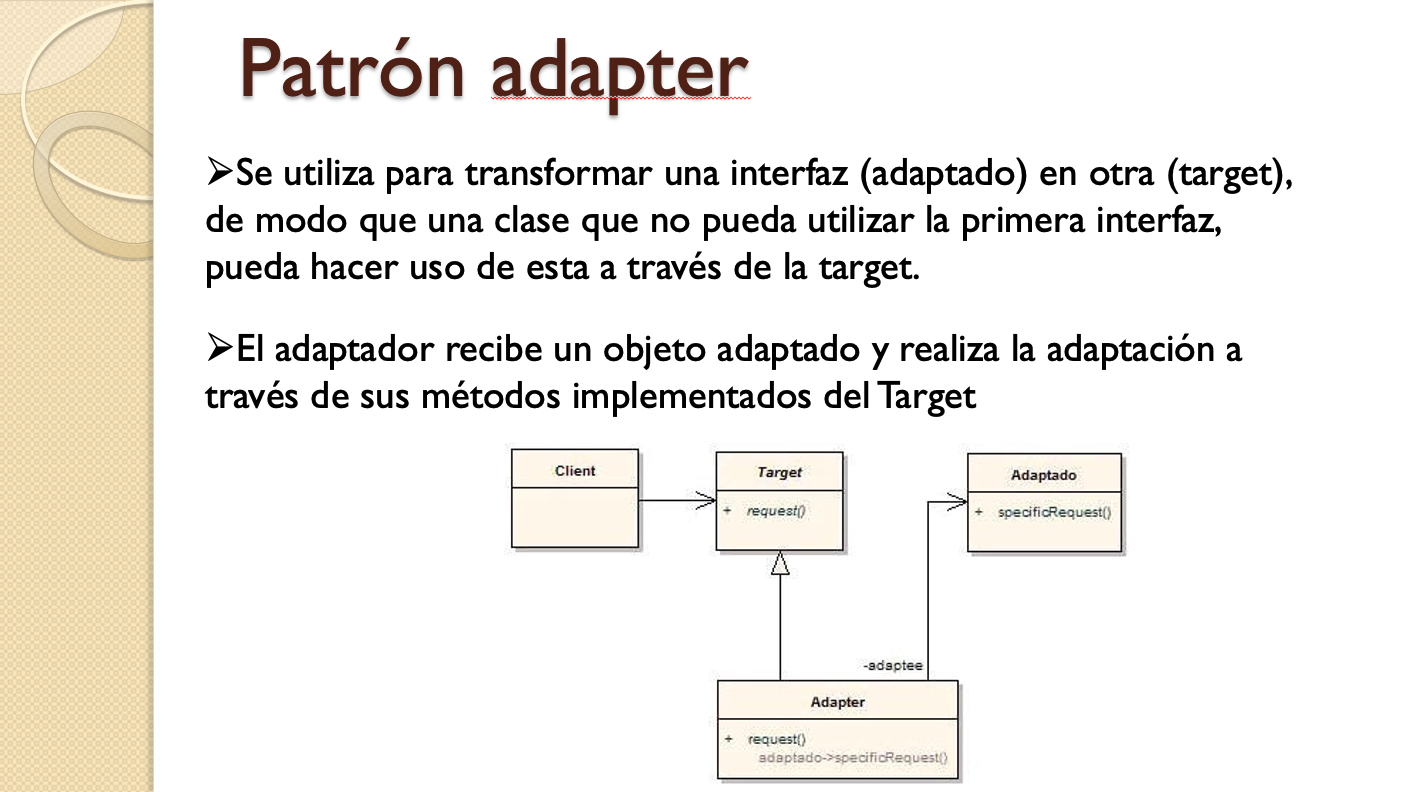 Patrón adapter
➢Se utiliza para transformar una interfaz (adaptado) en otra (target),
de modo que una clase que no pueda utilizar la primera interfaz,
pueda hacer uso de esta a través de la target.
➢El adaptador recibe un objeto adaptado y realiza la adaptación a
través de sus métodos implementados del Target
Client
Target
+ request()
Adaptado
+ specificRequest()
-adaptee
Adapter
+ request()
adaptado->specificRequest()